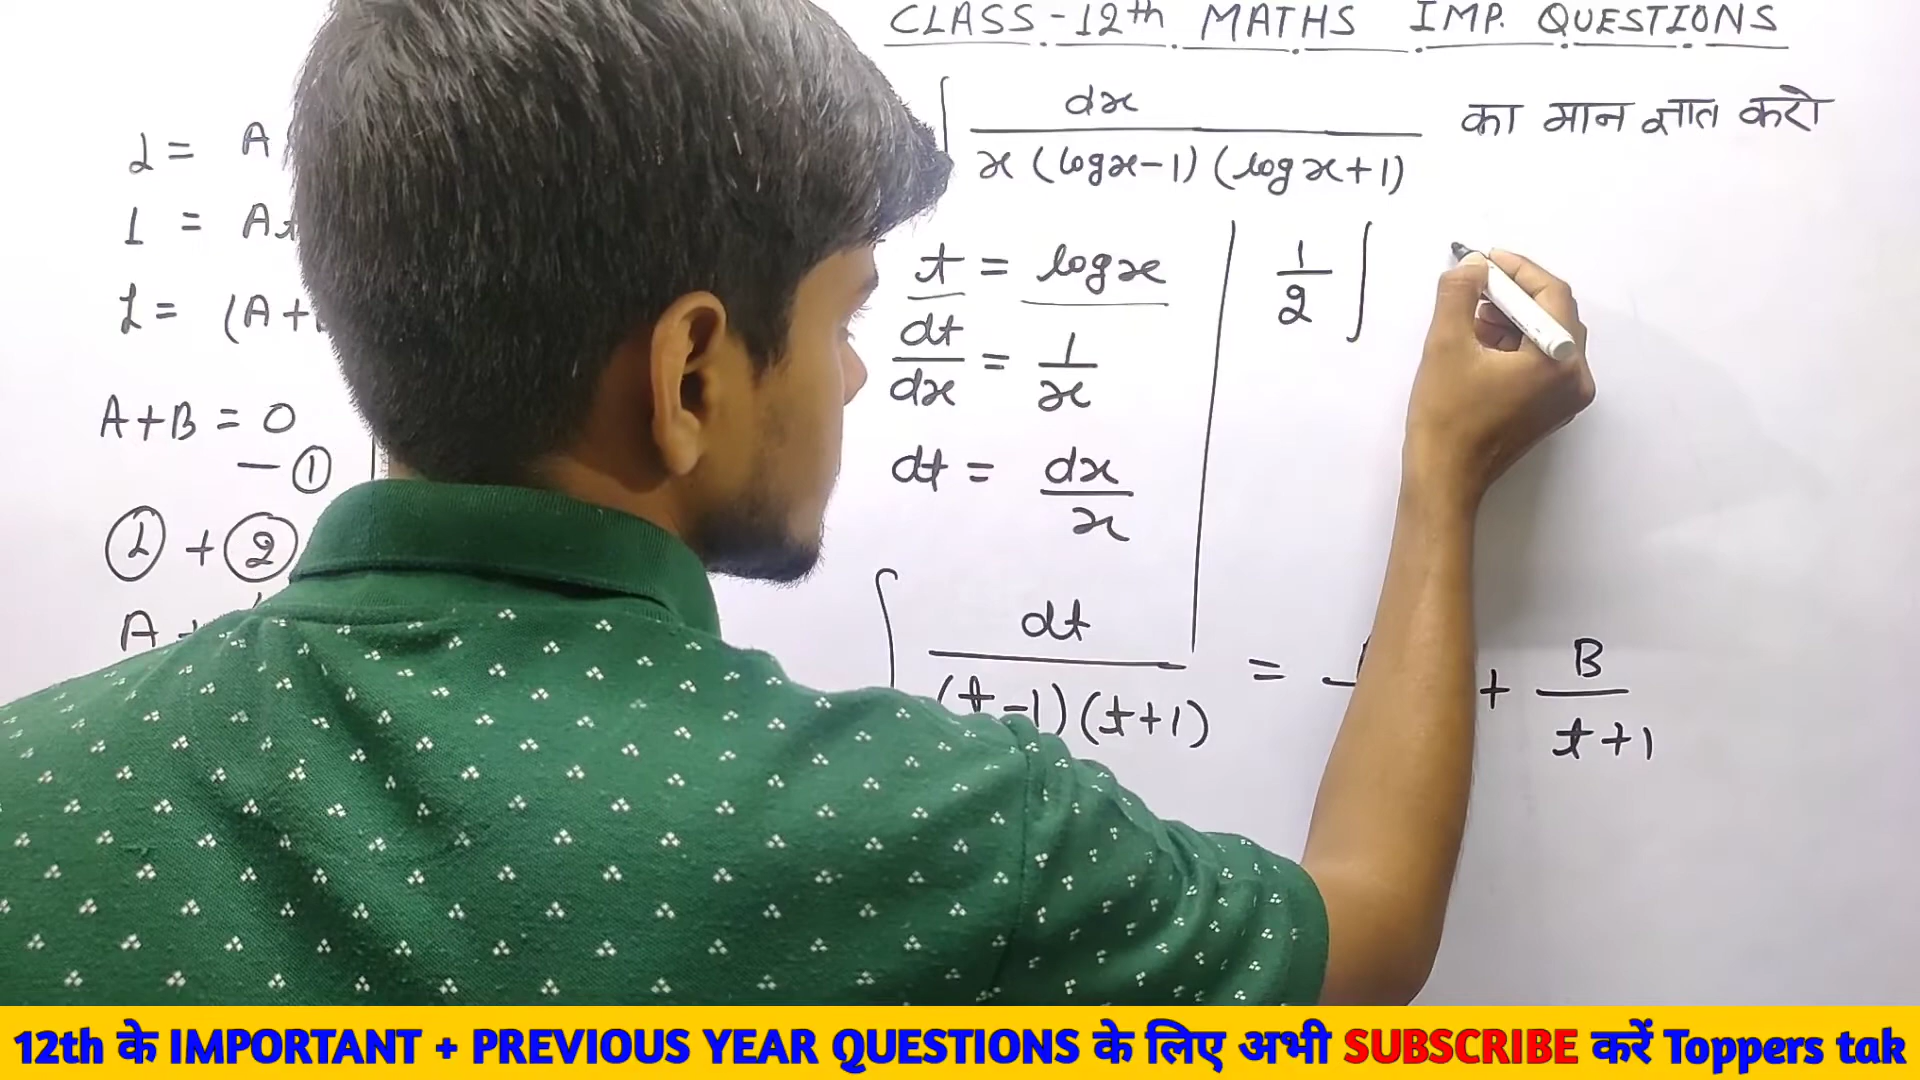 CLASS-12th MATHS IMP. QUESTIONS
∫ dx / x(logx-1)(logx+1) का मान ज्ञात करो
1 = A
1 = A+
1 = (A+
A+B = 0
- ①
① + ②
A +
t = logx
dt/dx = 1/x
dt = dx/x
∫ dt / (t-1)(t+1) = + B / t+1
1/2 ∫
12th के IMPORTANT + PREVIOUS YEAR QUESTIONS के लिए अभी SUBSCRIBE करें Toppers tak